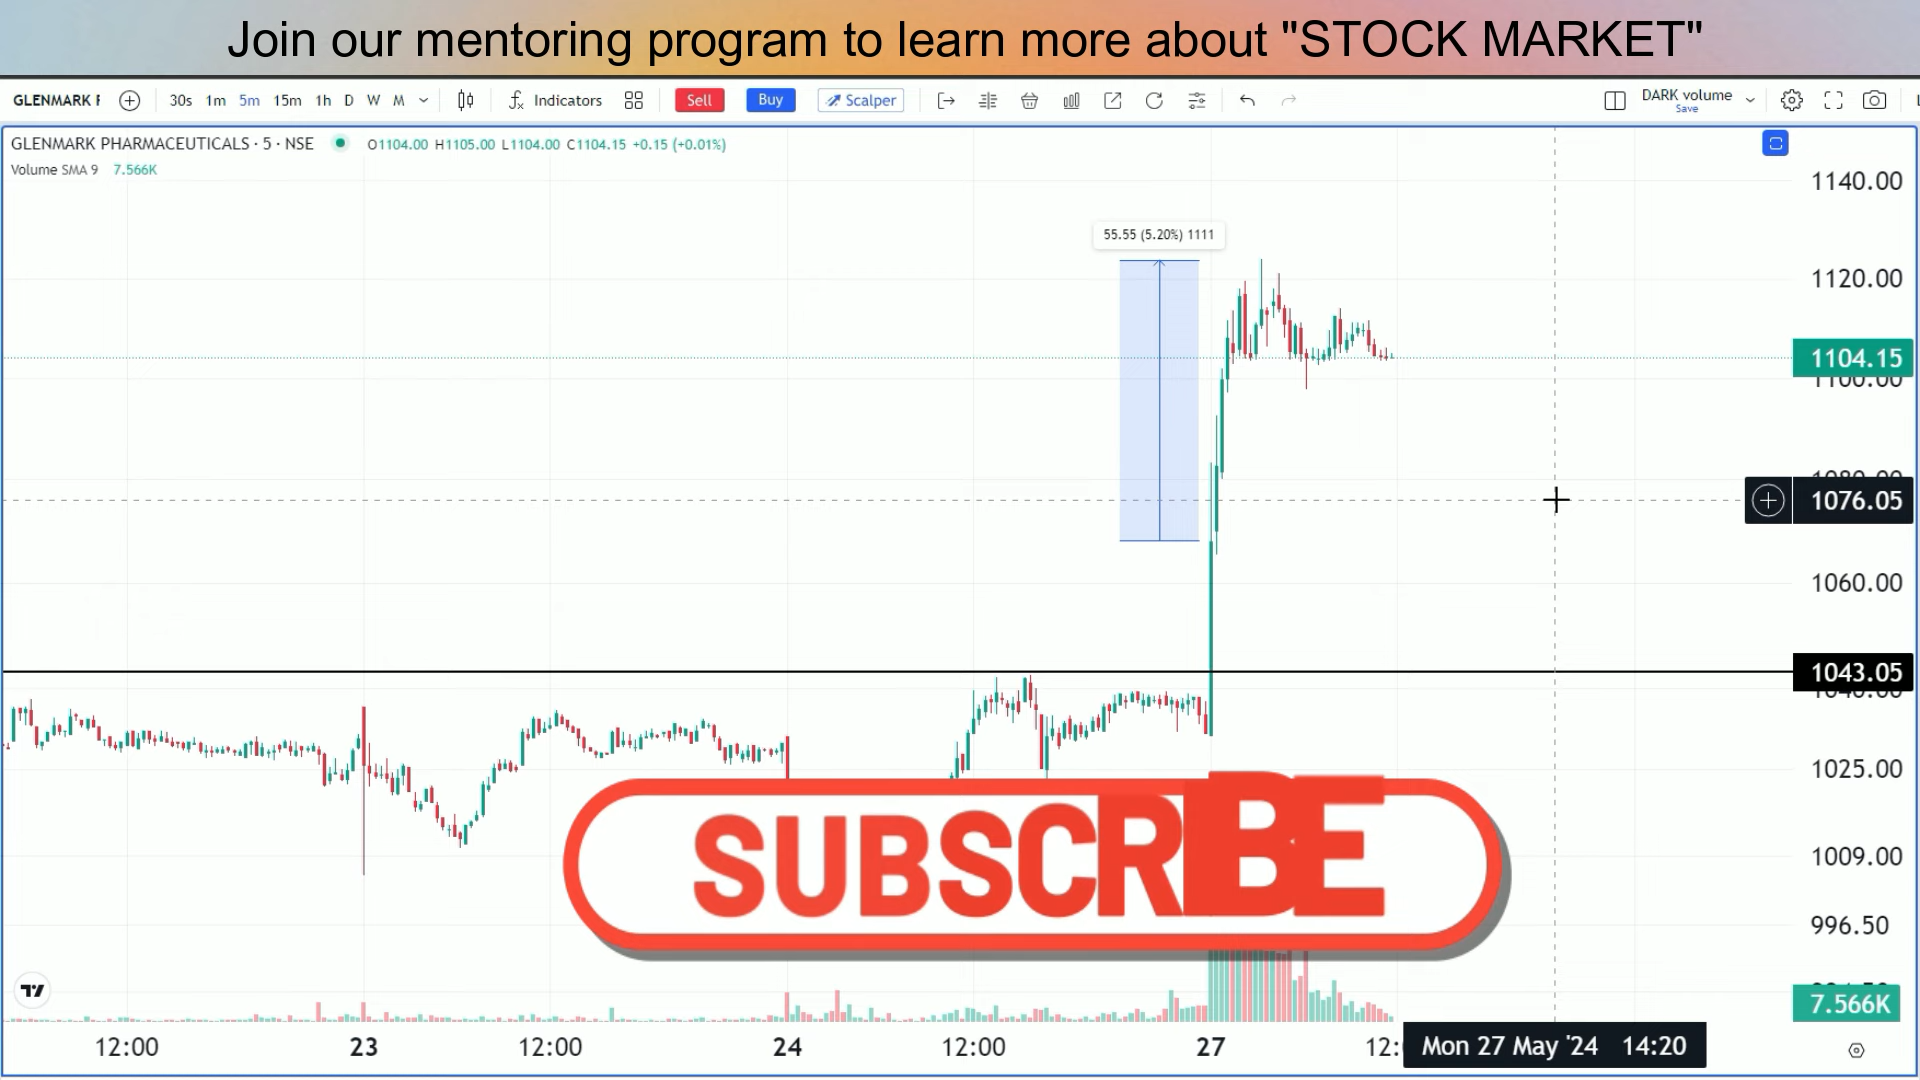 Join our mentoring program to learn more about "STOCK MARKET"
GLENMARK 30s 1m 5m 15m 1h D W M Indicators Sell Buy Scalper DARK volume
Save
GLENMARK PHARMACEUTICALS · 5 · NSE O1104.00 H1105.00 L1104.00 C1104.15 +0.15 (+0.01%)
Volume SMA 9 7.566K
1140.00
55.55 (5.20%) 1111
1120.00
1104.15
1100.00
1076.05
1060.00
1043.05
1025.00
SUBSCRIBE
1009.00
996.50
7.566K
12:00 23 12:00 24 12:00 27 12: Mon 27 May '24 14:20